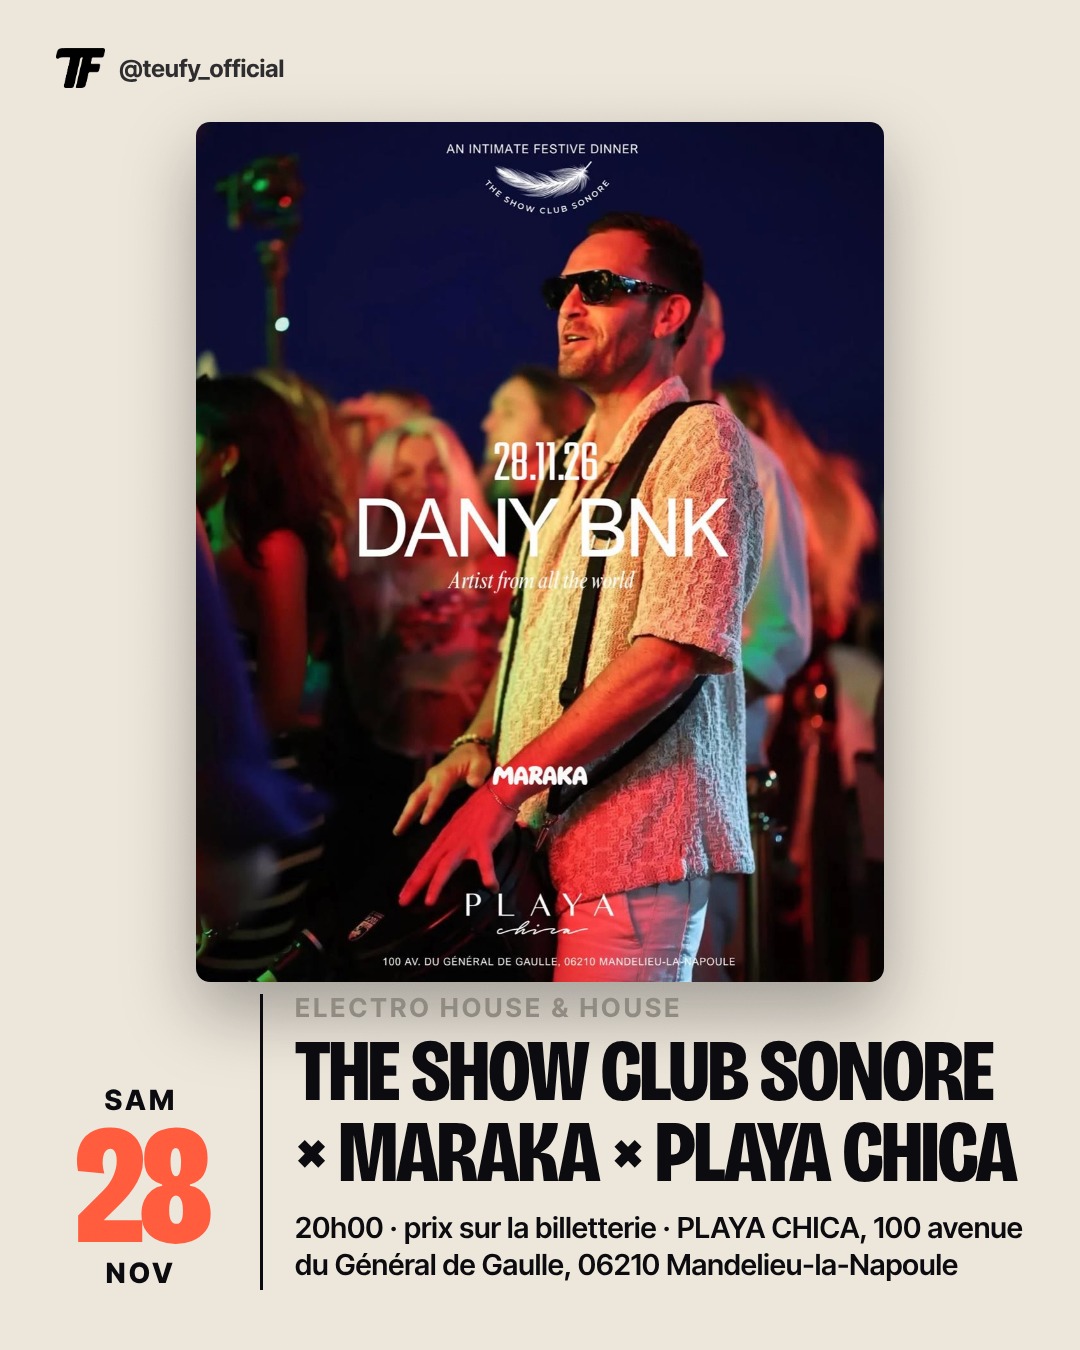 TF @teufy_official
AN INTIMATE FESTIVE DINNER
THE SHOW CLUB SONORE
28.11.26
DANY BNK
Artist from all the world
MARAKA
PLAYA
chica
100 AV. DU GÉNÉRAL DE GAULLE, 06210 MANDELIEU-LA-NAPOULE
ELECTRO HOUSE & HOUSE
THE SHOW CLUB SONORE
× MARAKA × PLAYA CHICA
SAM
28
NOV
20h00 · prix sur la billetterie · PLAYA CHICA, 100 avenue
du Général de Gaulle, 06210 Mandelieu-la-Napoule